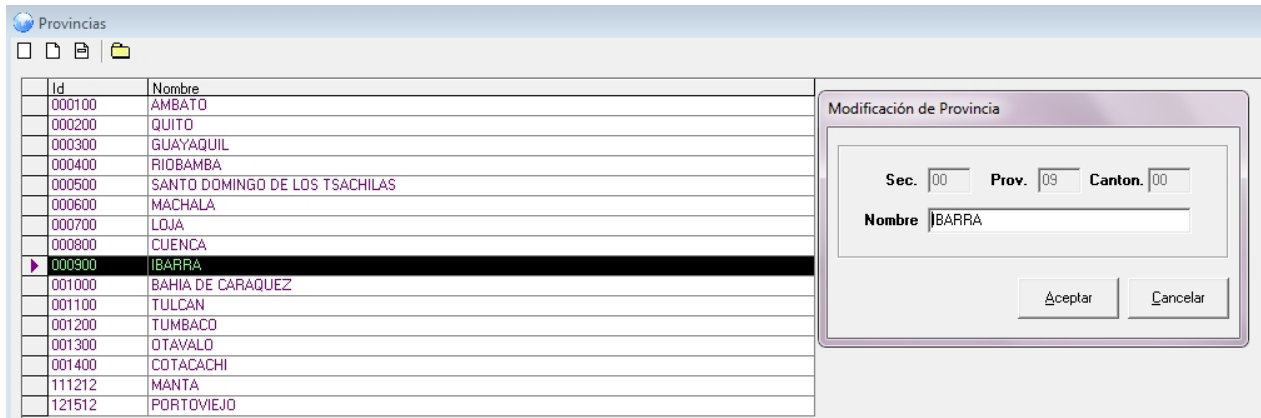 Provincias
Id Nombre
000100 AMBATO
000200 QUITO
000300 GUAYAQUIL
000400 RIOBAMBA
000500 SANTO DOMINGO DE LOS TSACHILAS
000600 MACHALA
000700 LOJA
000800 CUENCA
000900 IBARRA
001000 BAHIA DE CARAQUEZ
001100 TULCAN
001200 TUMBACO
001300 OTAVALO
001400 COTACACHI
111212 MANTA
121512 PORTOVIEJO
Modificación de Provincia
Sec. 00 Prov. 09 Canton. 00
Nombre IBARRA
Aceptar Cancelar